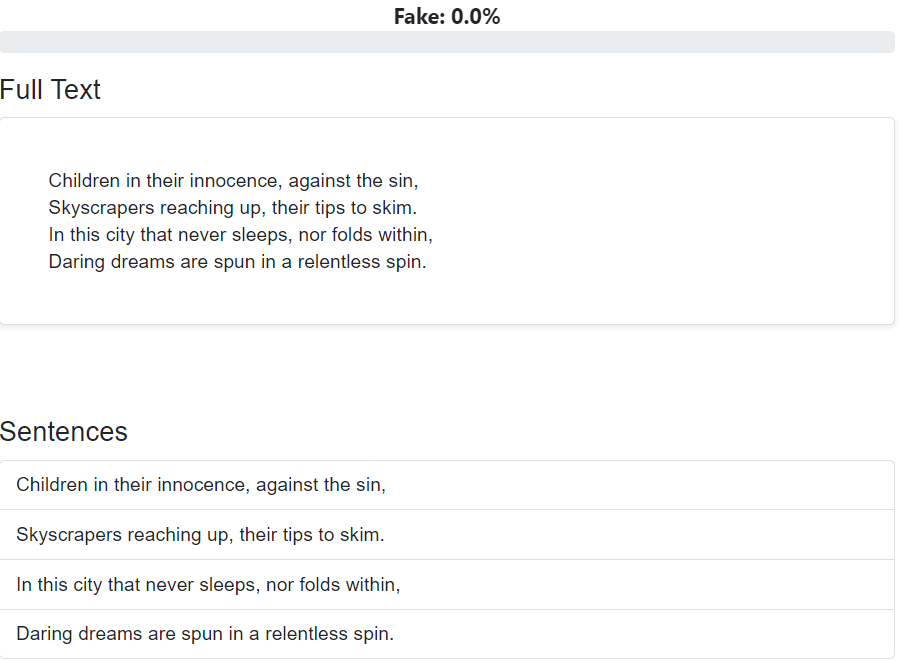 Fake: 0.0%
Full Text
Children in their innocence, against the sin,
Skyscrapers reaching up, their tips to skim.
In this city that never sleeps, nor folds within,
Daring dreams are spun in a relentless spin.
Sentences
Children in their innocence, against the sin,
Skyscrapers reaching up, their tips to skim.
In this city that never sleeps, nor folds within,
Daring dreams are spun in a relentless spin.